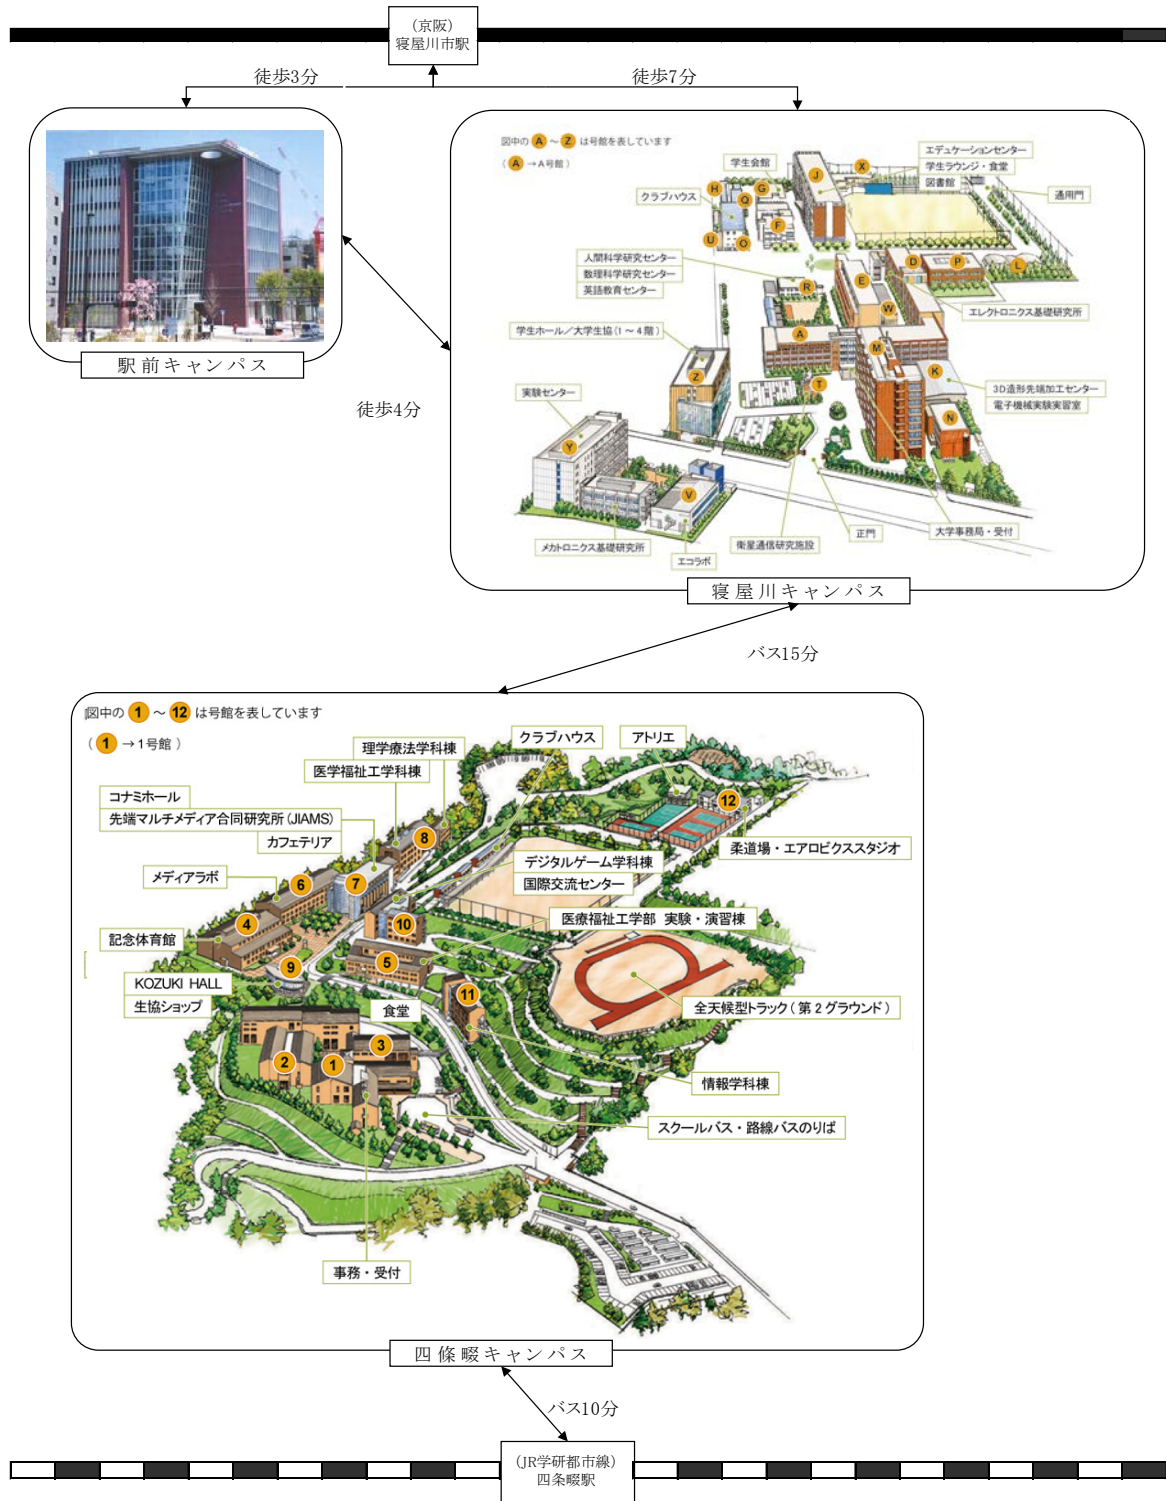 (京阪)
寝屋川市駅
徒歩3分
徒歩7分
駅前キャンパス
徒歩4分
図中の A ～ Z は号館を表しています
( A → A号館 )
学生会館
エデュケーションセンター
学生ラウンジ・食堂
図書館
通用門
クラブハウス
H
Q
G
J
X
F
U
O
人間科学研究センター
数理科学研究センター
英語教育センター
R
E
D
P
L
W
エレクトロニクス基礎研究所
学生ホール／大学生協(1～4階)
A
M
Z
T
K
N
3D造形先端加工センター
電子機械実験実習室
実験センター
Y
V
メカトロニクス基礎研究所
エコラボ
衛星通信研究施設
正門
大学事務局・受付
寝屋川キャンパス
バス15分
図中の 1 ～ 12 は号館を表しています
( 1 → 1号館 )
クラブハウス
アトリエ
理学療法学科棟
医学福祉工学科棟
コナミホール
先端マルチメディア合同研究所(JIAMS)
カフェテリア
8
12
柔道場・エアロビクススタジオ
デジタルゲーム学科棟
国際交流センター
メディアラボ
6
7
10
医療福祉工学部 実験・演習棟
4
記念体育館
9
5
11
KOZUKI HALL
生協ショップ
食堂
全天候型トラック(第2グラウンド)
2
1
3
情報学科棟
スクールバス・路線バスのりば
事務・受付
四條畷キャンパス
バス10分
(JR学研都市線)
四条畷駅